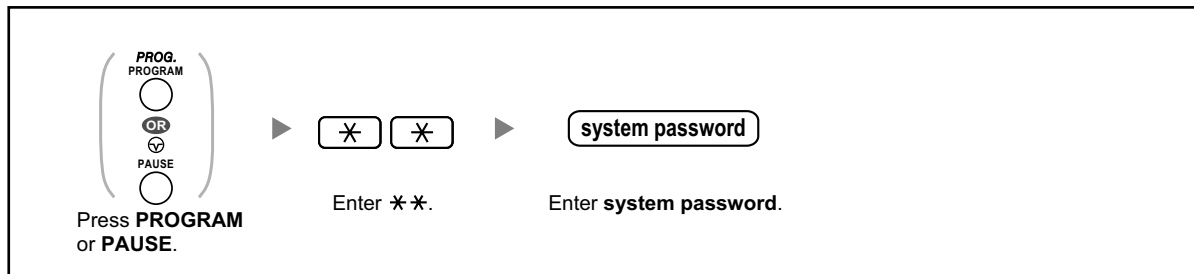 PROG.
PROGRAM
OR
PAUSE
Press PROGRAM
or PAUSE.
✳ ✳
Enter ✳✳.
system password
Enter system password.